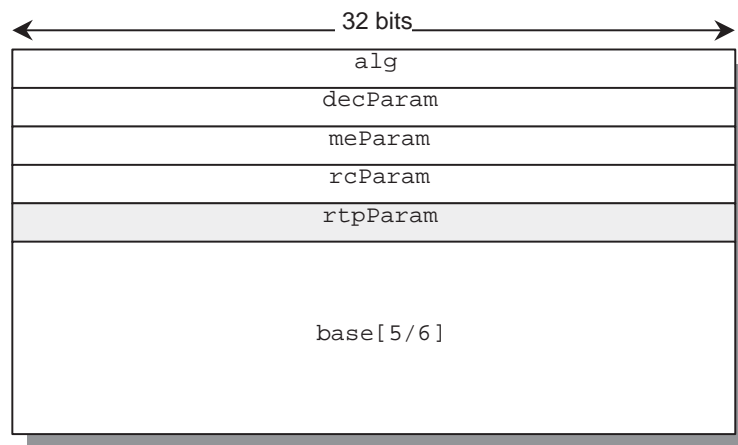 32 bits
alg
decParam
meParam
rcParam
rtpParam
base[5/6]